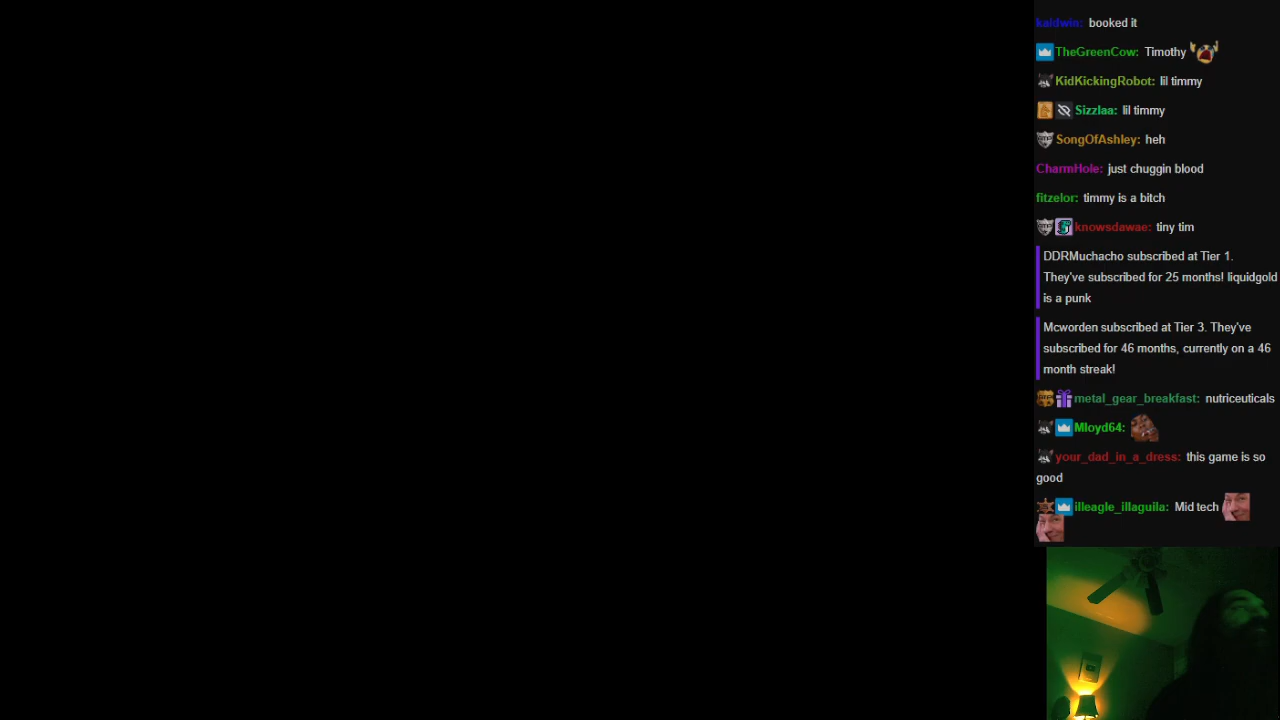 kaidwin: booked it
TheGreenCow: Timothy
KidKickingRobot: lil timmy
Sizzlaa: lil timmy
SongOfAshley: heh
CharmHole: just chuggin blood
fitzelor: timmy is a bitch
knowsdawae: tiny tim
DDRMuchacho subscribed at Tier 1.
They've subscribed for 25 months! liquidgold
is a punk
Mcworden subscribed at Tier 3. They've
subscribed for 46 months, currently on a 46
month streak!
metal_gear_breakfast: nutriceuticals
Mloyd64:
your_dad_in_a_dress: this game is so
good
illeagle_illaguila: Mid tech